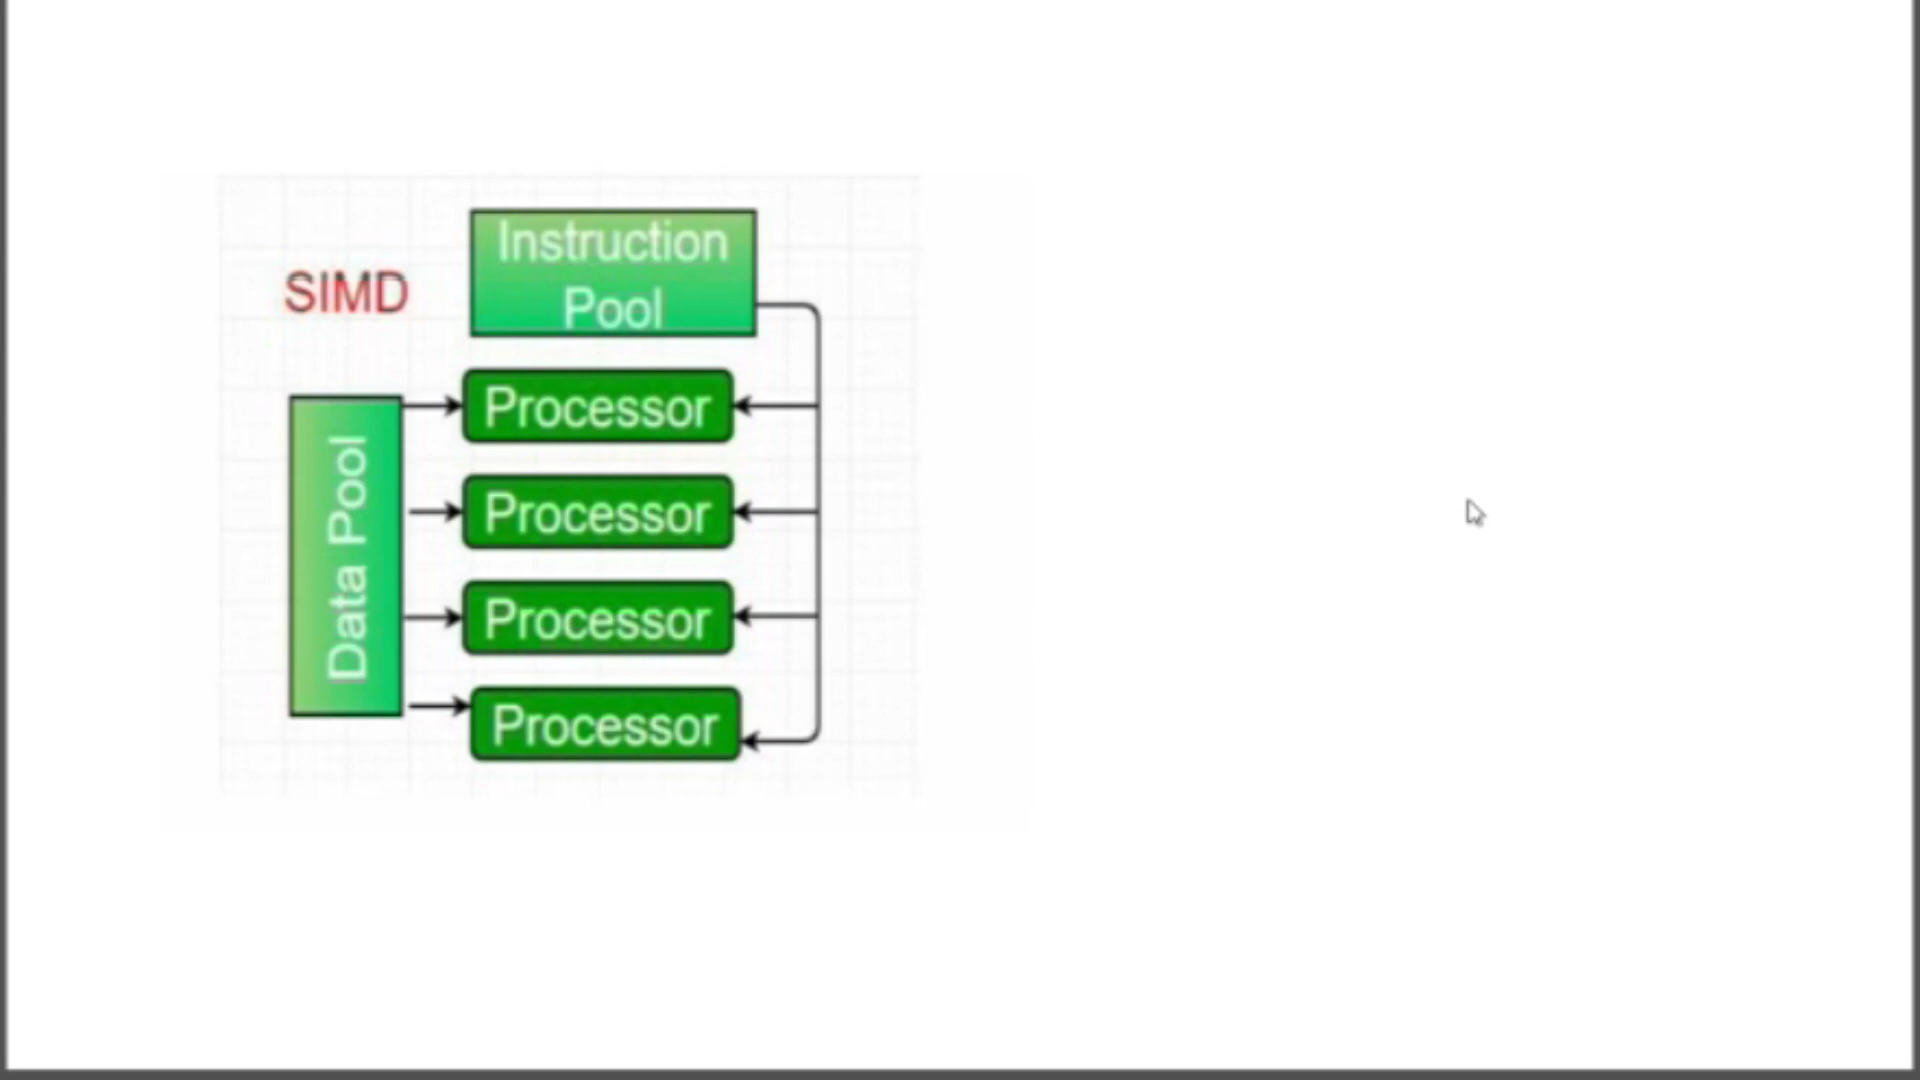 Instruction
Pool
SIMD
Processor
Processor
Data Pool
Processor
Processor